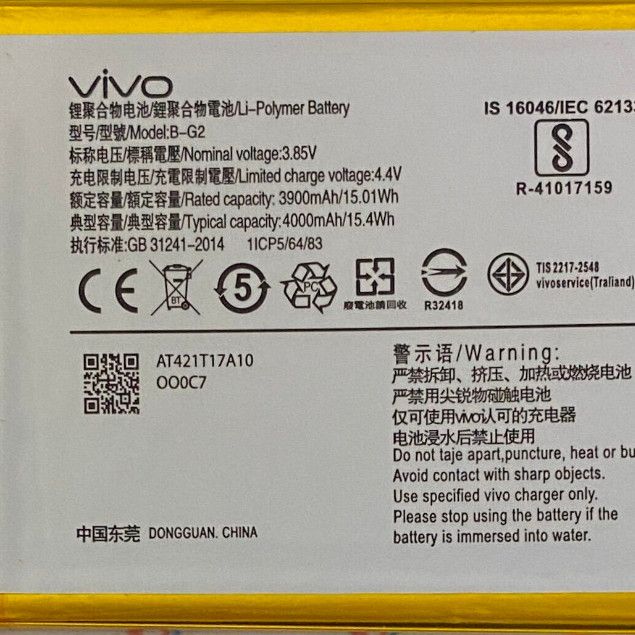 vivo
锂聚合物电池/鋰聚合物電池/Li-Polymer Battery
型号/型號/Model:B-G2
标称电压/標稱電壓/Nominal voltage:3.85V
充电限制电压/充電限制電壓/Limited charge voltage:4.4V
额定容量/額定容量/Rated capacity: 3900mAh/15.01Wh
典型容量/典型容量/Typical capacity:4000mAh/15.4Wh
执行标准:GB 31241-2014 1ICP5/64/83
IS 16046/IEC 62133
R-41017159
CE
BT
5
PC
廢電池請回收
R32418
TIS 2217-2548
vivoservice(Trailand)
AT421T17A10
OO0C7
中国东莞 DONGGUAN. CHINA
警示语/Warning:
严禁拆卸、挤压、加热或燃烧电池
严禁用尖锐物碰触电池
仅可使用vivo认可的充电器
电池浸水后禁止使用
Do not taje apart,puncture, heat or bu
Avoid contact with sharp objects.
Use specified vivo charger only.
Please stop using the battery if the
battery is immersed into water.